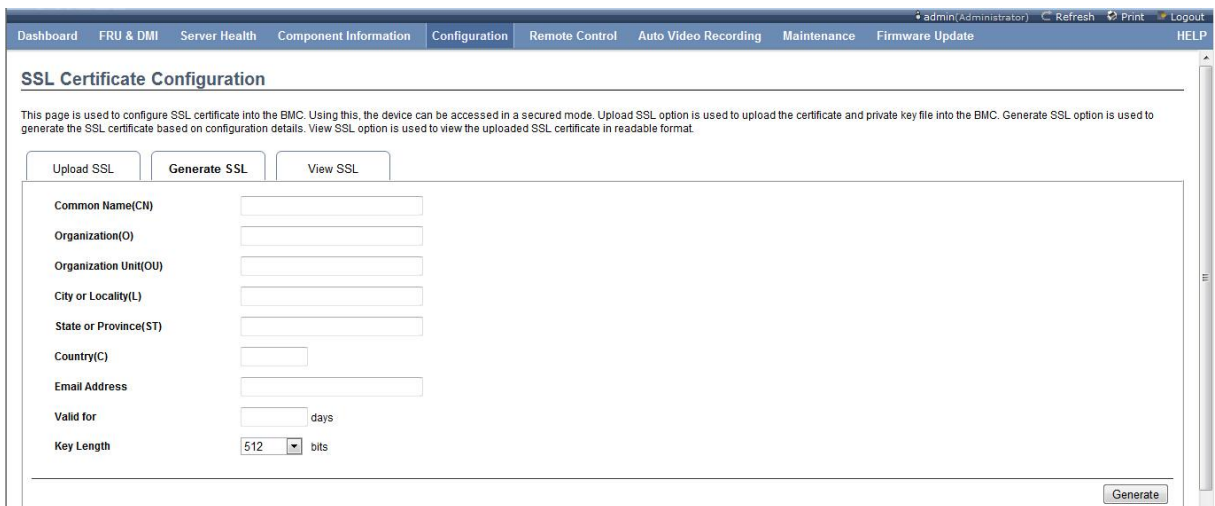 admin(Administrator) Refresh Print Logout
Dashboard FRU & DMI Server Health Component Information Configuration Remote Control Auto Video Recording Maintenance Firmware Update HELP
SSL Certificate Configuration
This page is used to configure SSL certificate into the BMC. Using this, the device can be accessed in a secured mode. Upload SSL option is used to upload the certificate and private key file into the BMC. Generate SSL option is used to
generate the SSL certificate based on configuration details. View SSL option is used to view the uploaded SSL certificate in readable format.
Upload SSL Generate SSL View SSL
Common Name(CN)
Organization(O)
Organization Unit(OU)
City or Locality(L)
State or Province(ST)
Country(C)
Email Address
Valid for days
Key Length 512 bits
Generate